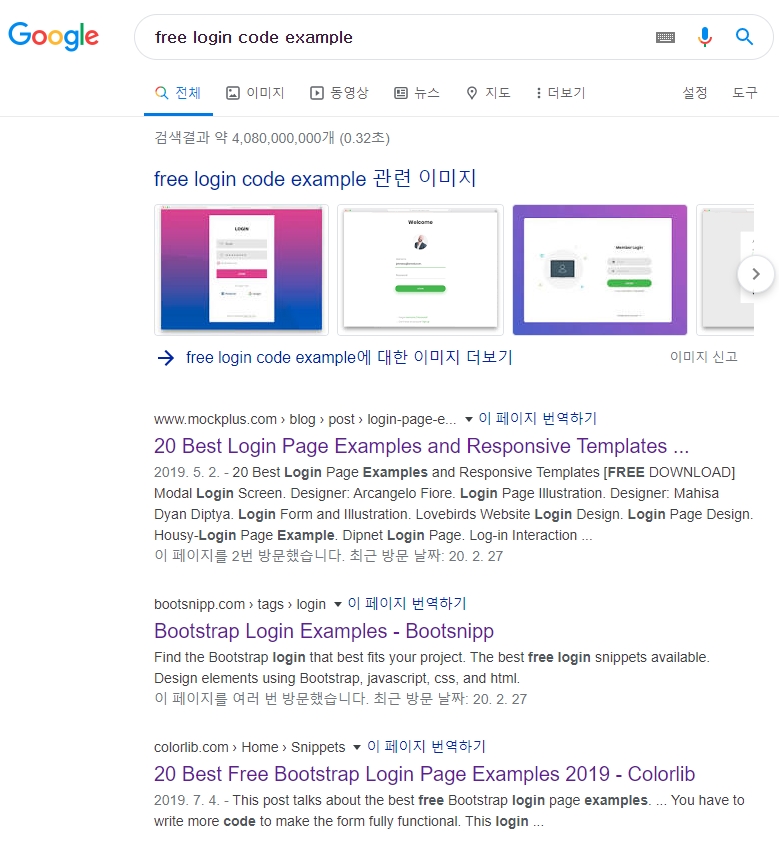 Google
free login code example
전체 이미지 동영상 뉴스 지도 더보기 설정 도구
검색결과 약 4,080,000,000개 (0.32초)
free login code example 관련 이미지
LOGIN
Welcome
Member Login
free login code example에 대한 이미지 더보기 이미지 신고
www.mockplus.com › blog › post › login-page-e... 이 페이지 번역하기
20 Best Login Page Examples and Responsive Templates ...
2019. 5. 2. - 20 Best Login Page Examples and Responsive Templates [FREE DOWNLOAD]
Modal Login Screen. Designer: Arcangelo Fiore. Login Page Illustration. Designer: Mahisa
Dyan Diptya. Login Form and Illustration. Lovebirds Website Login Design. Login Page Design.
Housy-Login Page Example. Dipnet Login Page. Log-in Interaction ...
이 페이지를 2번 방문했습니다. 최근 방문 날짜: 20. 2. 27
bootsnipp.com › tags › login 이 페이지 번역하기
Bootstrap Login Examples - Bootsnipp
Find the Bootstrap login that best fits your project. The best free login snippets available.
Design elements using Bootstrap, javascript, css, and html.
이 페이지를 여러 번 방문했습니다. 최근 방문 날짜: 20. 2. 27
colorlib.com › Home › Snippets 이 페이지 번역하기
20 Best Free Bootstrap Login Page Examples 2019 - Colorlib
2019. 7. 4. - This post talks about the best free Bootstrap login page examples. ... You have to
write more code to make the form fully functional. This login ...